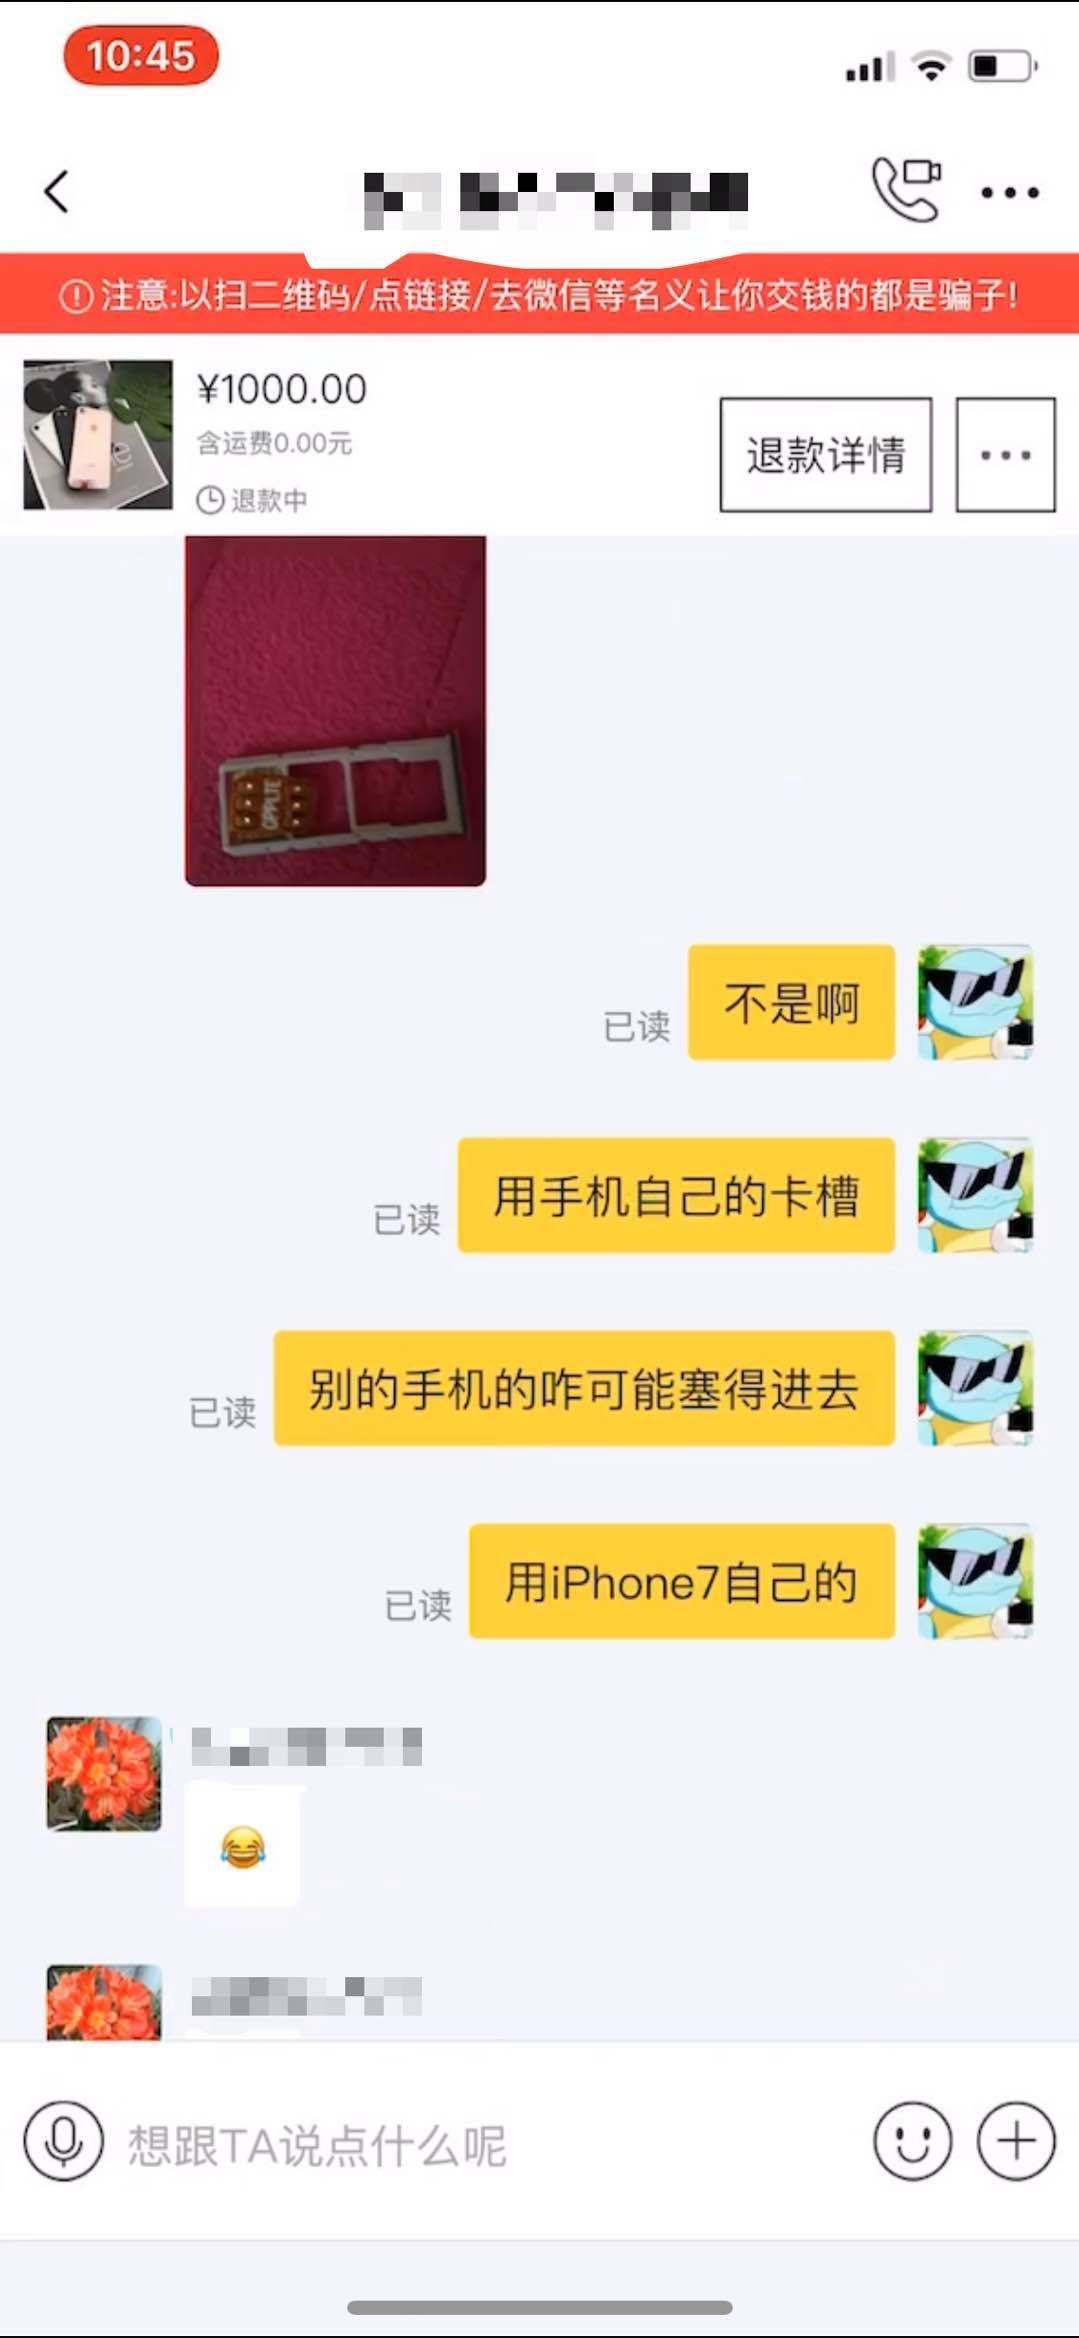 10:45
注意:以扫二维码/点链接/去微信等名义让你交钱的都是骗子!
¥1000.00
含运费0.00元
退款中
退款详情
GPPLTE
不是啊
已读
用手机自己的卡槽
已读
别的手机的咋可能塞得进去
已读
用iPhone7自己的
已读
想跟TA说点什么呢